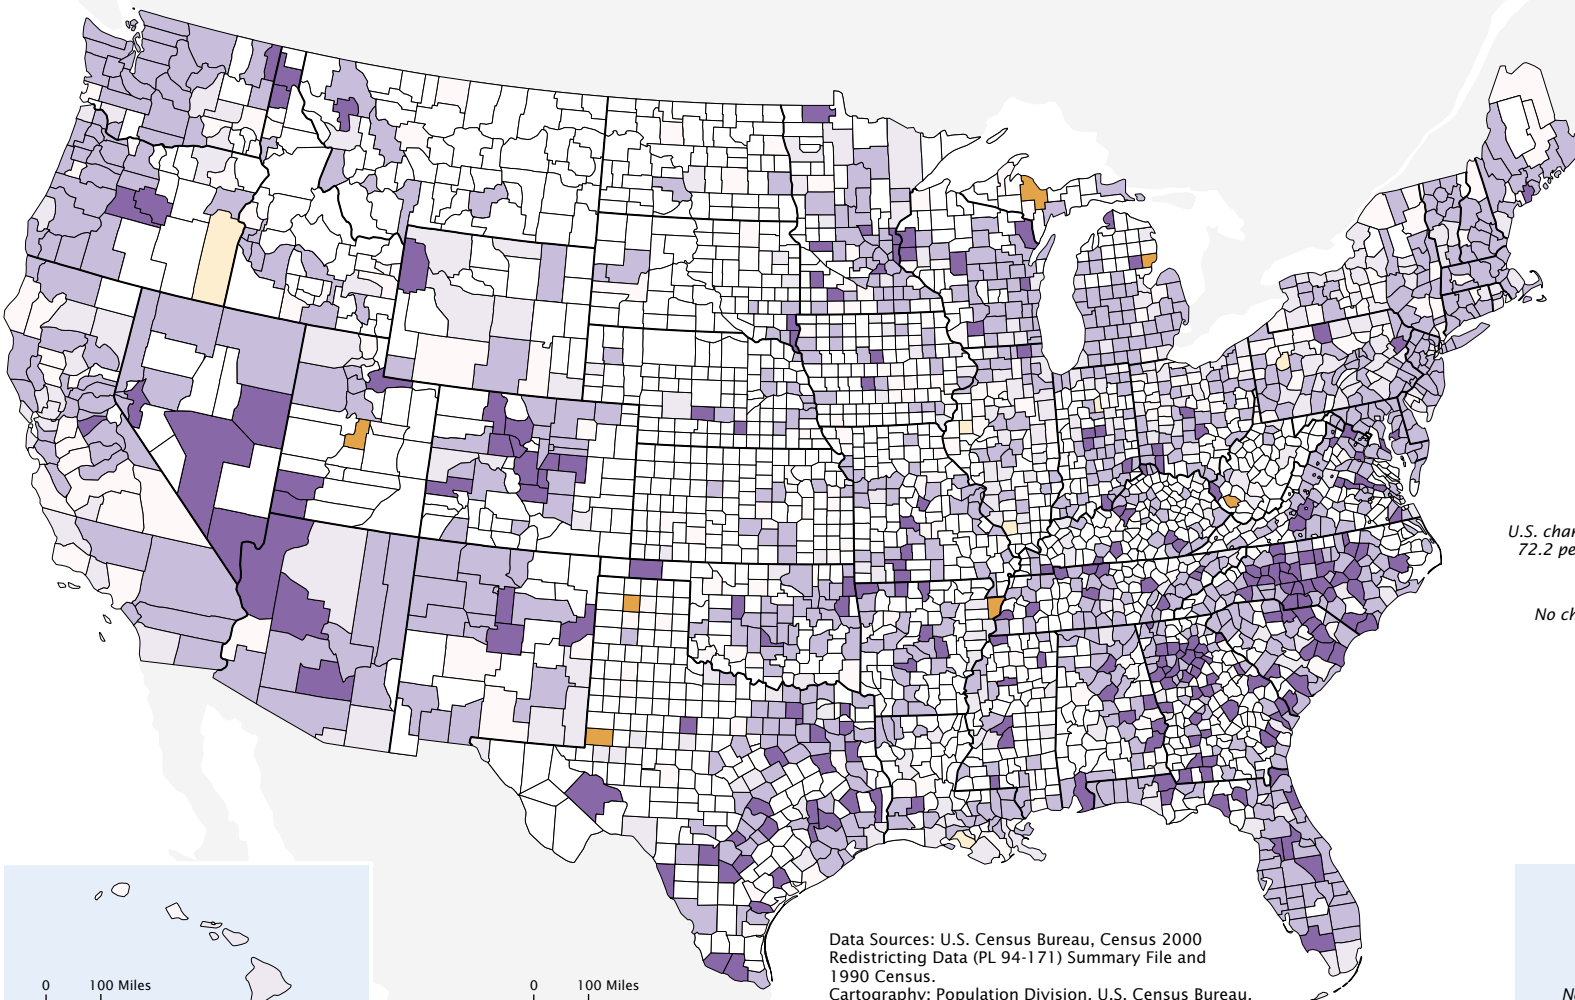 U.S. chan
72.2 pe
No ch
Data Sources: U.S. Census Bureau, Census 2000
Redistricting Data (PL 94-171) Summary File and
1990 Census.
Cartography: Population Division, U.S. Census Bureau.
0 100 Miles
0 100 Miles
N